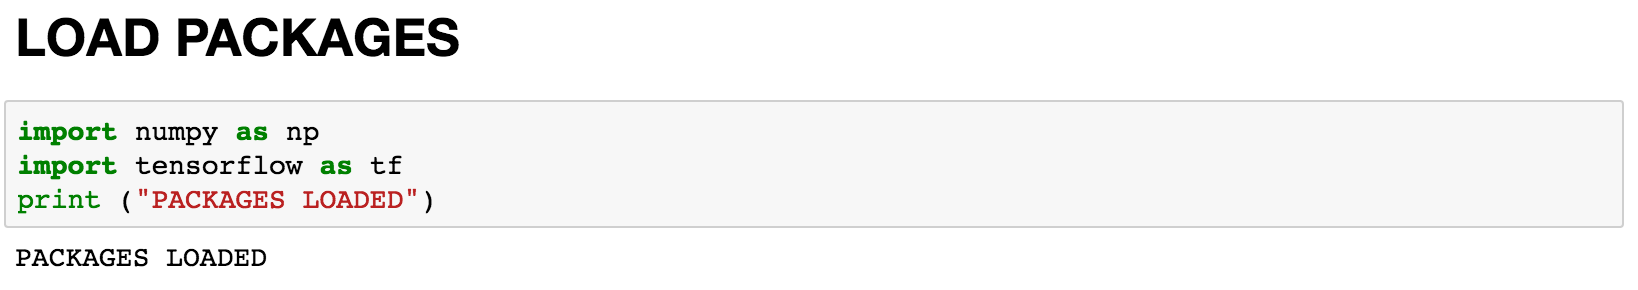 LOAD PACKAGES
import numpy as np
import tensorflow as tf
print ("PACKAGES LOADED")
PACKAGES LOADED